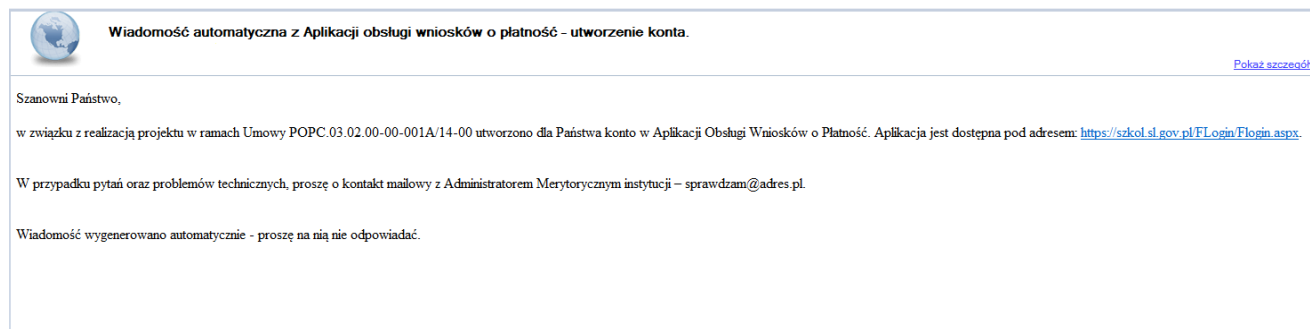 Wiadomość automatyczna z Aplikacji obsługi wniosków o płatność - utworzenie konta.
Pokaż szczegół
Szanowni Państwo,
w związku z realizacją projektu w ramach Umowy POPC.03.02.00-00-001A/14-00 utworzono dla Państwa konto w Aplikacji Obsługi Wniosków o Płatność. Aplikacja jest dostępna pod adresem: https://szkol.sl.gov.pl/FLogin/Flogin.aspx.
W przypadku pytań oraz problemów technicznych, proszę o kontakt mailowy z Administratorem Merytorycznym instytucji – sprawdzam@adres.pl.
Wiadomość wygenerowano automatycznie - proszę na nią nie odpowiadać.